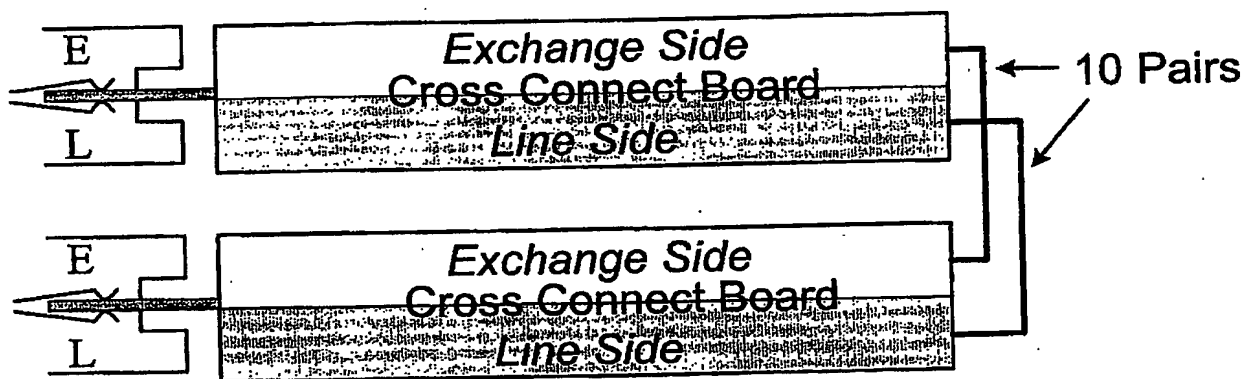 E
Exchange Side
Cross Connect Board
10 Pairs
L
Line Side
E
Exchange Side
Cross Connect Board
L
Line Side